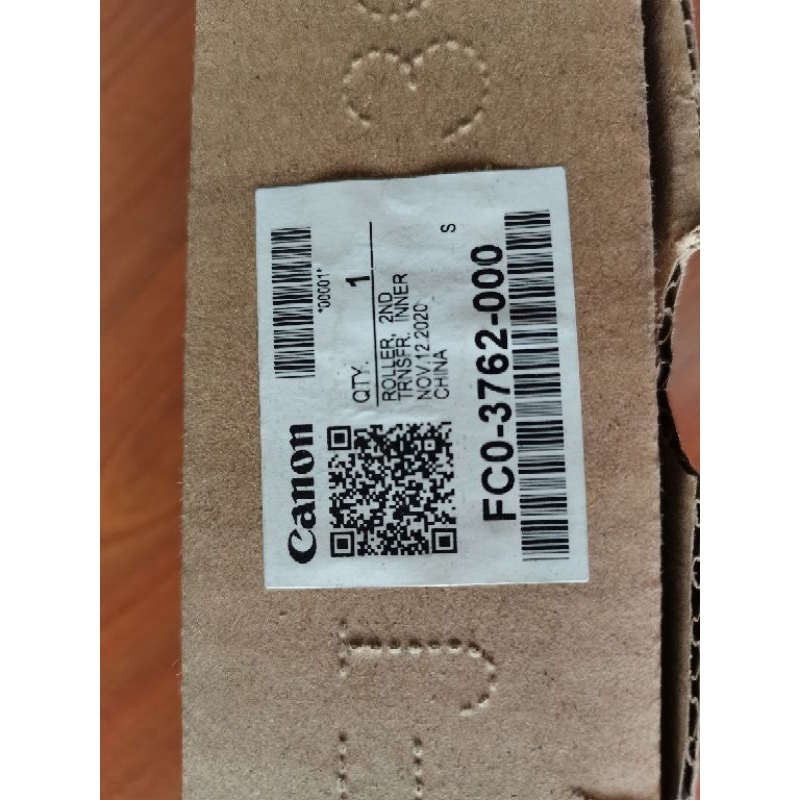 Canon
*00001*
QTY. 1
ROLLER, 2ND
TRNSFR. INNER
NOV.12.2020
CHINA
S
FC0-3762-000